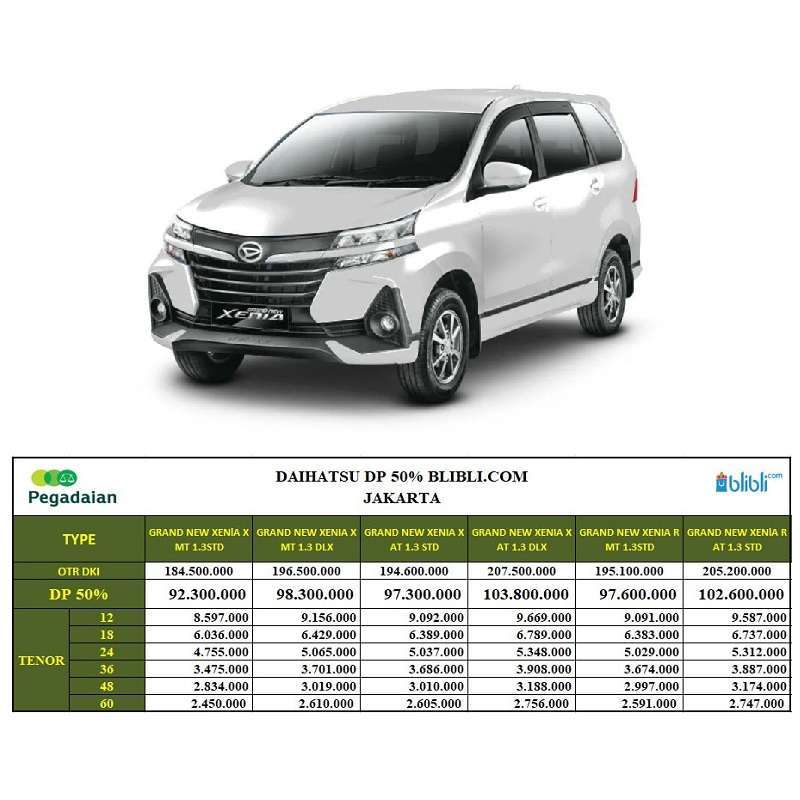 GRAND NEW
XENIA
Pegadaian
DAIHATSU DP 50% BLIBLI.COM
JAKARTA
blibli.com
TYPE
GRAND NEW XENİA X MT 1.3STD
GRAND NEW XENIA X MT 1.3 DLX
GRAND NEW XENIA X AT 1.3 STD
GRAND NEW XENIA X AT 1.3 DLX
GRAND NEW XENIA R MT 1.3STD
GRAND NEW XENİA R AT 1.3 STD
OTR DKI 184.500.000 196.500.000 194.600.000 207.500.000 195.100.000 205.200.000
DP 50% 92.300.000 98.300.000 97.300.000 103.800.000 97.600.000 102.600.000
TENOR
12 8.597.000 9.156.000 9.092.000 9.669.000 9.091.000 9.587.000
18 6.036.000 6.429.000 6.389.000 6.789.000 6.383.000 6.737.000
24 4.755.000 5.065.000 5.037.000 5.348.000 5.029.000 5.312.000
36 3.475.000 3.701.000 3.686.000 3.908.000 3.674.000 3.887.000
48 2.834.000 3.019.000 3.010.000 3.188.000 2.997.000 3.174.000
60 2.450.000 2.610.000 2.605.000 2.756.000 2.591.000 2.747.000